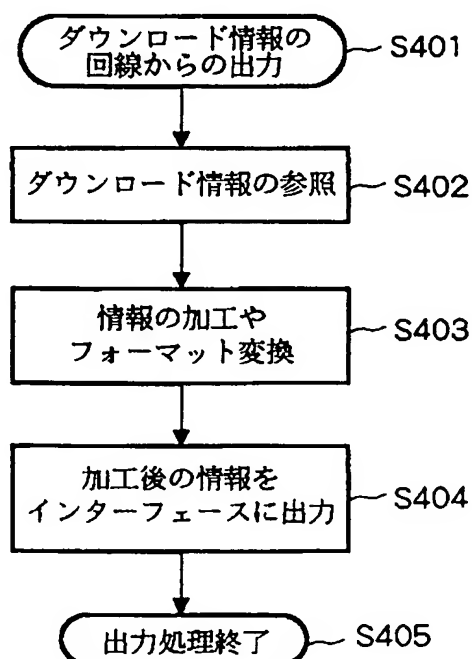 ダウンロード情報の
回線からの出力
S401
ダウンロード情報の参照
S402
情報の加工や
フォーマット変換
S403
加工後の情報を
インターフェースに出力
S404
出力処理終了
S405